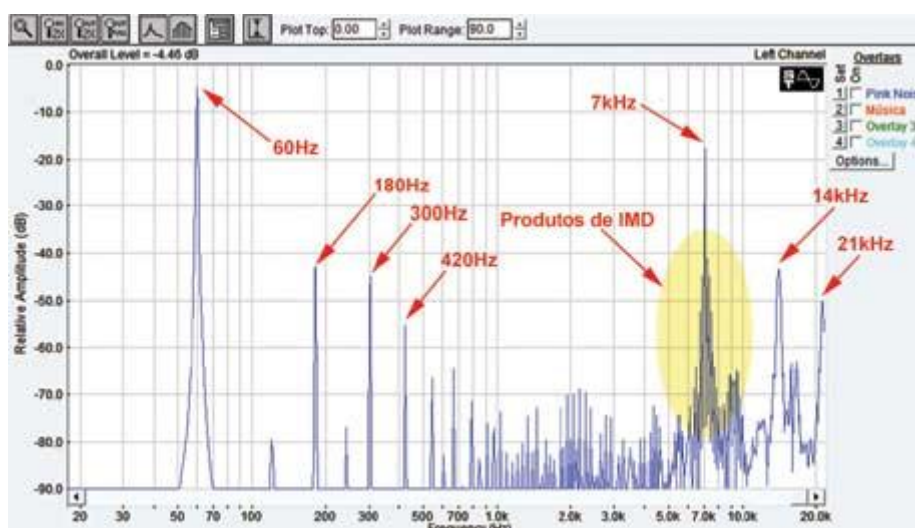 Plot Top: 0.00 Plot Range: 90.0
Overall Level = -4.46 dB
Left Channel
Overlays
Set
On
1 Pink Nois
2 Música
3 Overlay 3
4 Overlay 4
Options...
0.0
-10.0
-20.0
-30.0
-40.0
-50.0
-60.0
-70.0
-80.0
-90.0
Relative Amplitude (dB)
60Hz
180Hz
300Hz
420Hz
Produtos de IMD
7kHz
14kHz
21kHz
20 30 50 70 100 200 300 500 700 1.0k 2.0k 3.0k 5.0k 7.0k 10.0k 20.0k
Frequency (Hz)